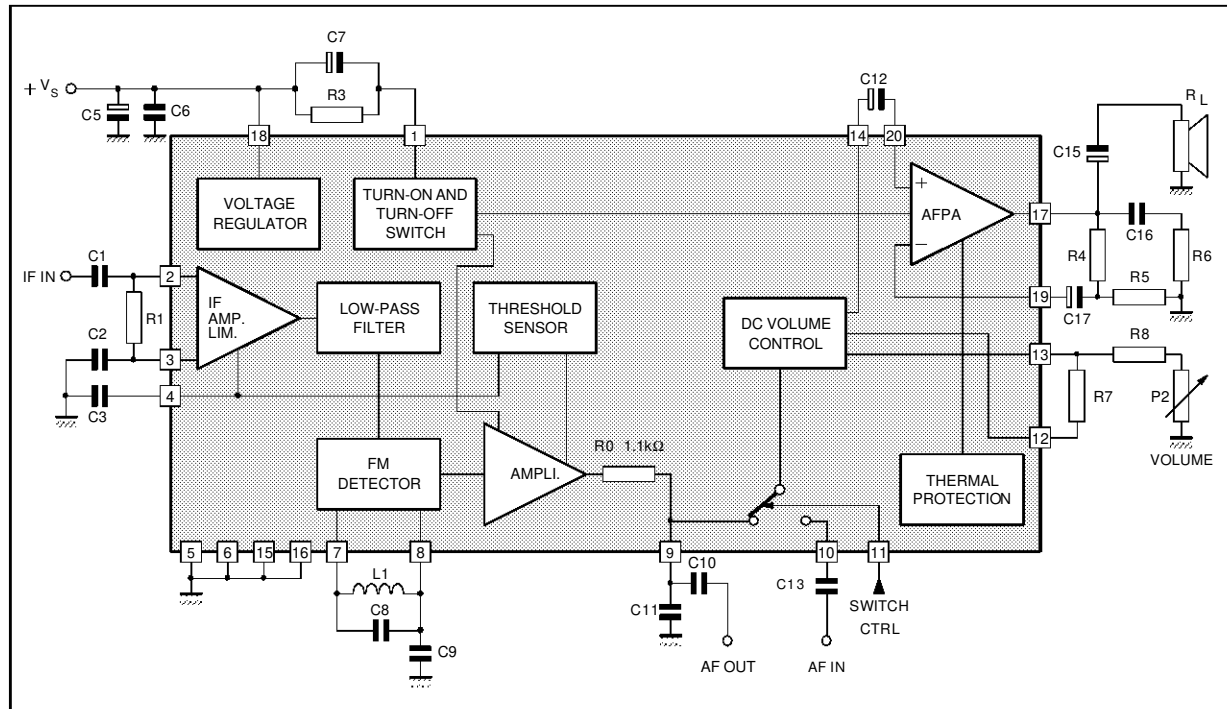 C7
+ VS
R3
C12
RL
C5
C6
18
1
14
20
C15
VOLTAGE
REGULATOR
TURN-ON AND
TURN-OFF
SWITCH
+
AFPA
−
17
C16
C1
IF IN
2
R1
IF
AMP.
LIM.
LOW-PASS
FILTER
THRESHOLD
SENSOR
DC VOLUME
CONTROL
R4
R6
R5
19
C17
C2
3
13
R8
4
C3
R7
P2
R0 1.1kΩ
12
VOLUME
FM
DETECTOR
AMPLI.
THERMAL
PROTECTION
5
6
15
16
7
8
9
10
11
L1
C10
C13
C8
C11
SWITCH
CTRL
C9
AF OUT
AF IN